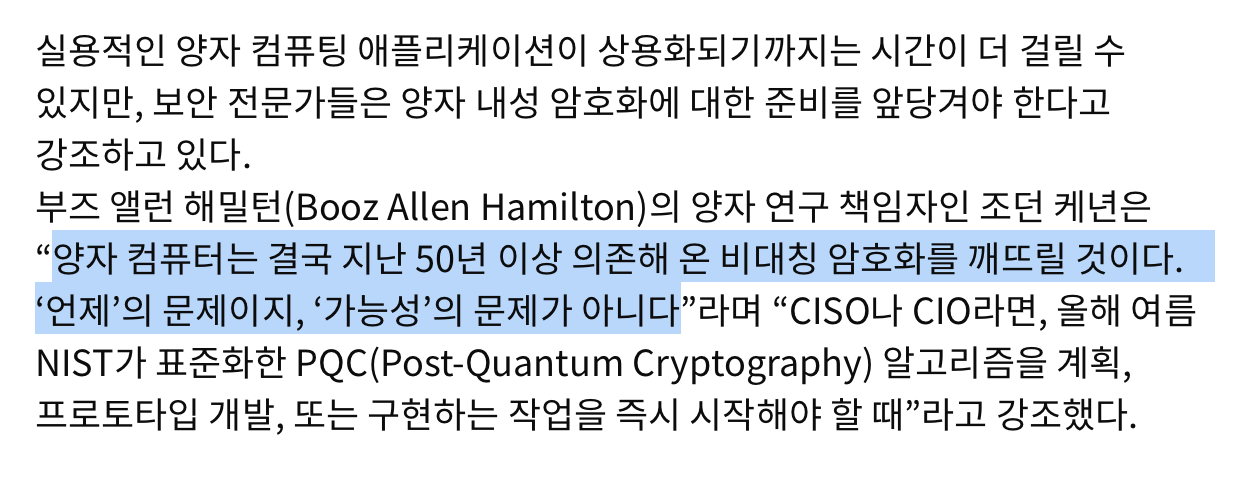 실용적인 양자 컴퓨팅 애플리케이션이 상용화되기까지는 시간이 더 걸릴 수
있지만, 보안 전문가들은 양자 내성 암호화에 대한 준비를 앞당겨야 한다고
강조하고 있다.
부즈 앨런 해밀턴(Booz Allen Hamilton)의 양자 연구 책임자인 조던 케년은
“양자 컴퓨터는 결국 지난 50년 이상 의존해 온 비대칭 암호화를 깨뜨릴 것이다.
‘언제’의 문제이지, ‘가능성’의 문제가 아니다”라며 “CISO나 CIO라면, 올해 여름
NIST가 표준화한 PQC(Post-Quantum Cryptography) 알고리즘을 계획,
프로토타입 개발, 또는 구현하는 작업을 즉시 시작해야 할 때”라고 강조했다.